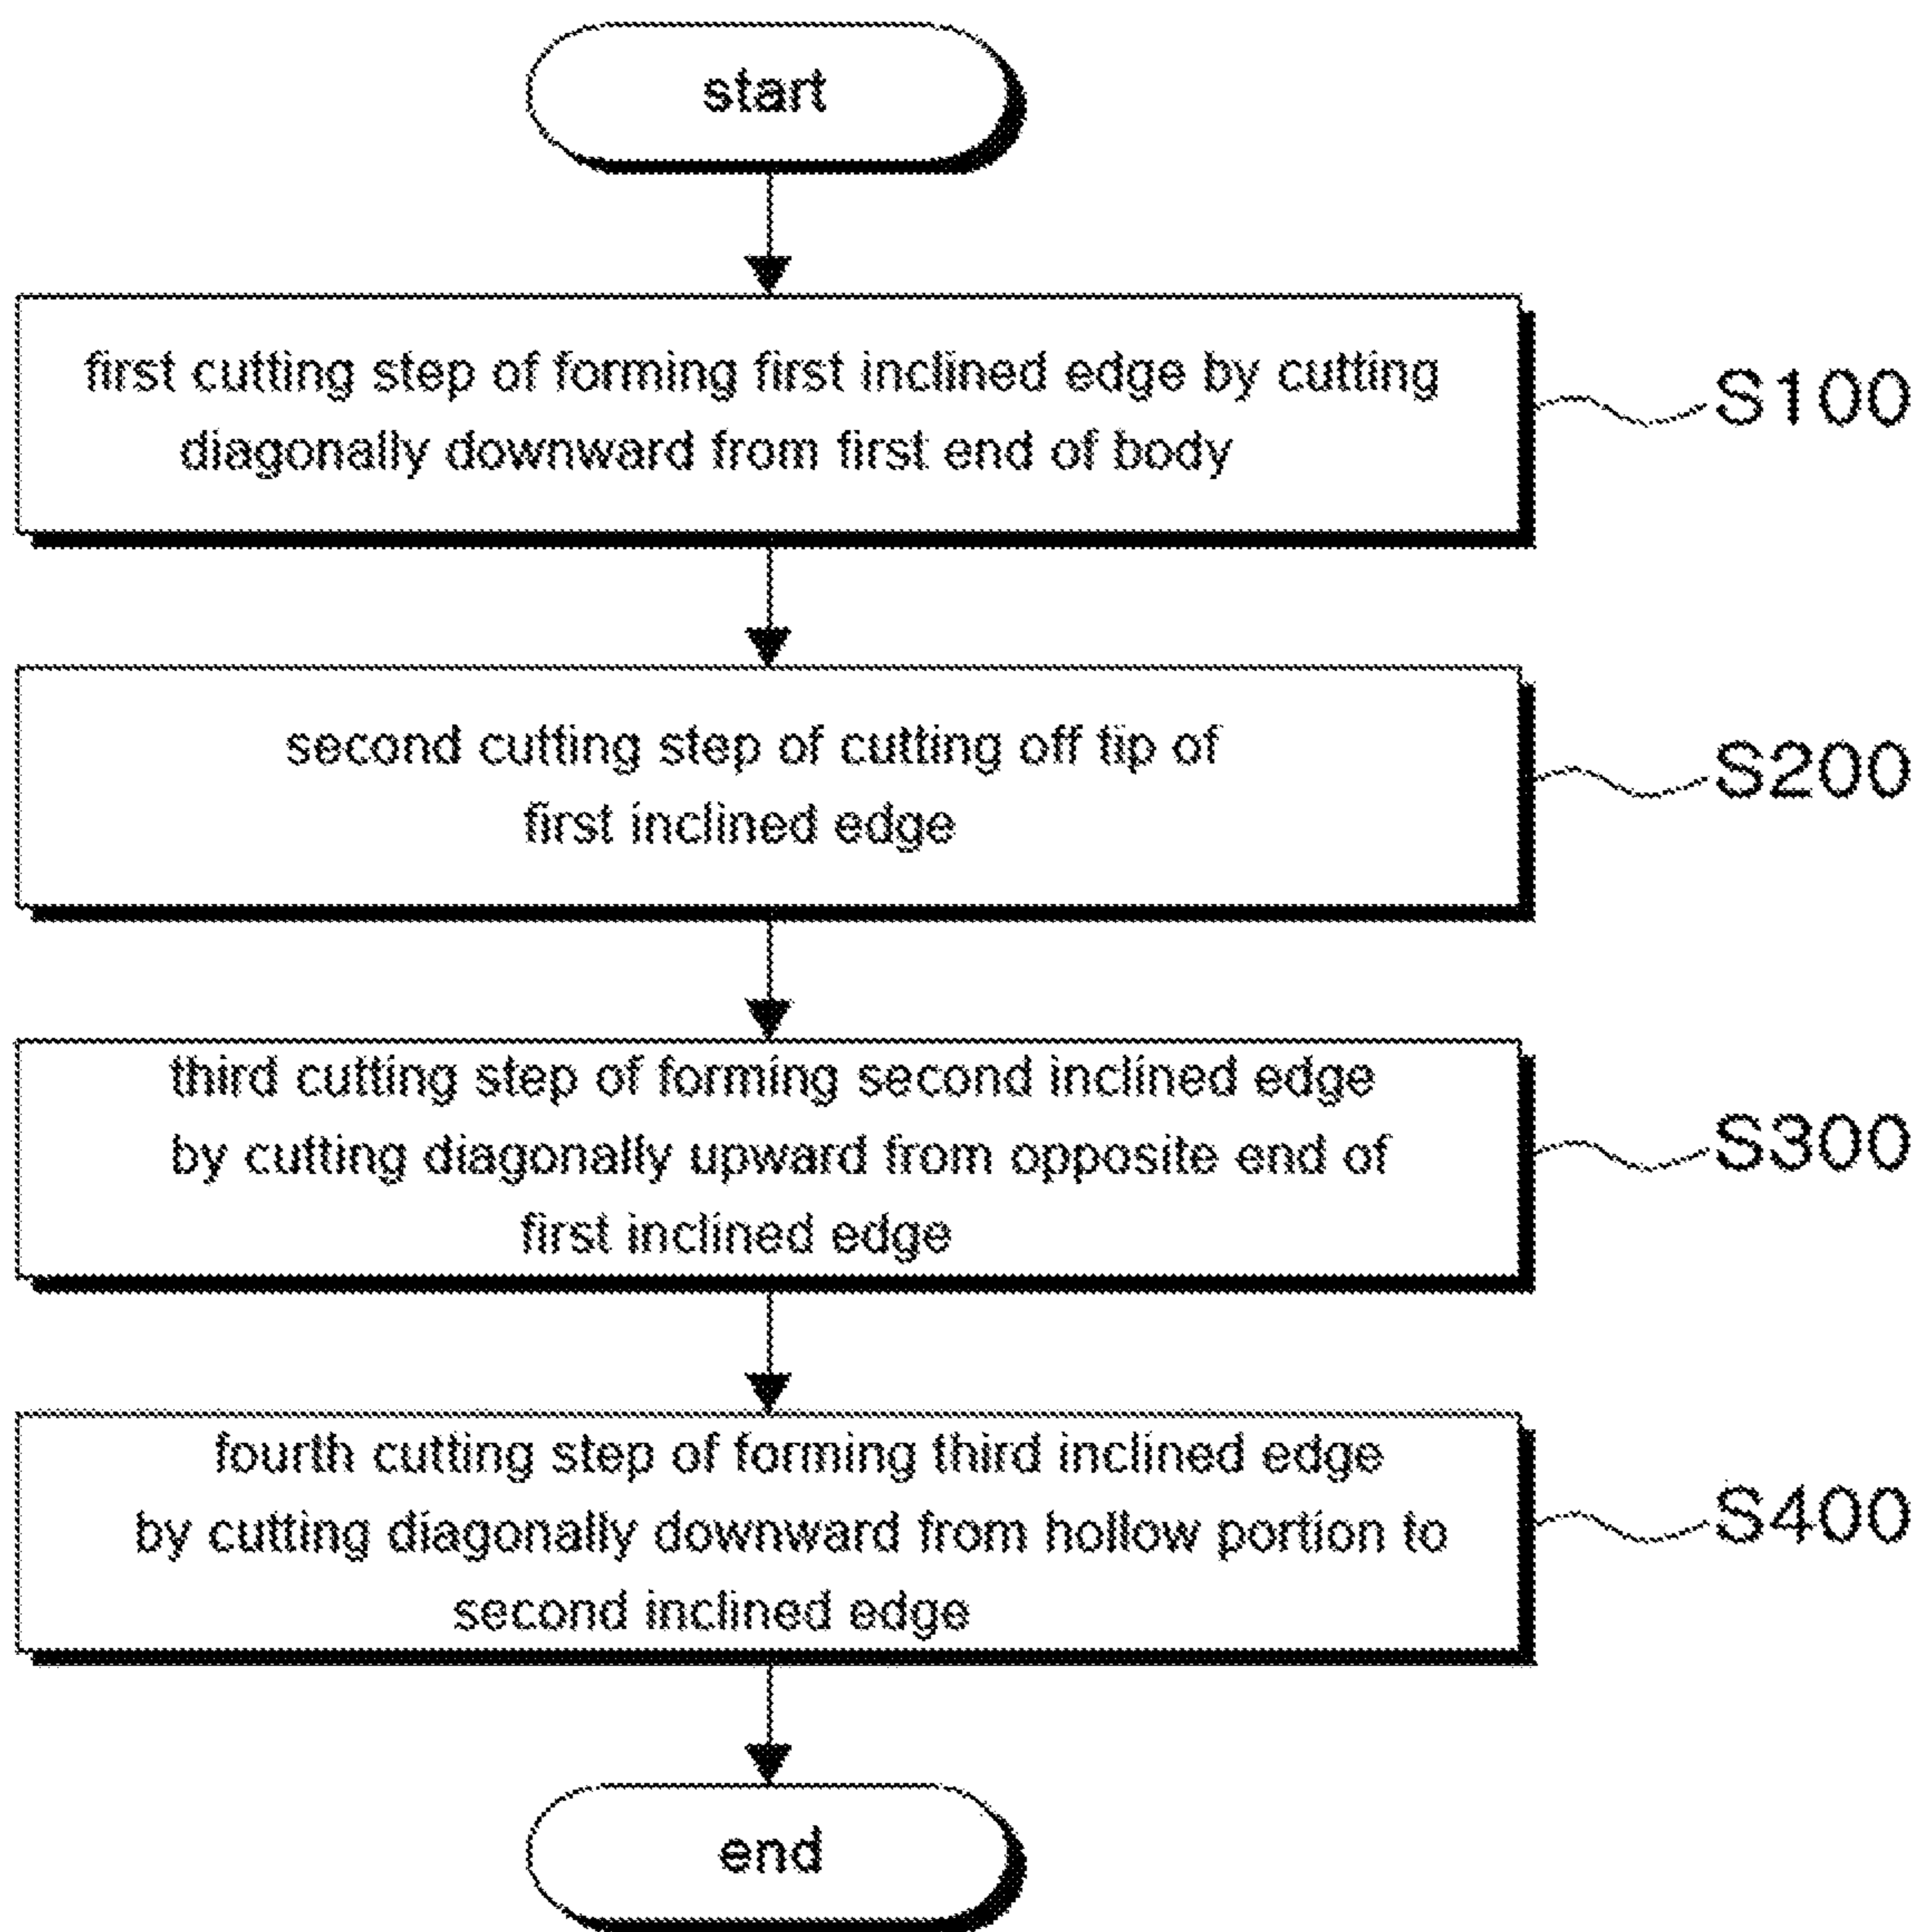 start
first cutting step of forming first inclined edge by cutting
diagonally downward from first end of body
S100
second cutting step of cutting off tip of
first inclined edge
S200
third cutting step of forming second inclined edge
by cutting diagonally upward from opposite end of
first inclined edge
S300
fourth cutting step of forming third inclined edge
by cutting diagonally downward from hollow portion to
second inclined edge
S400
end